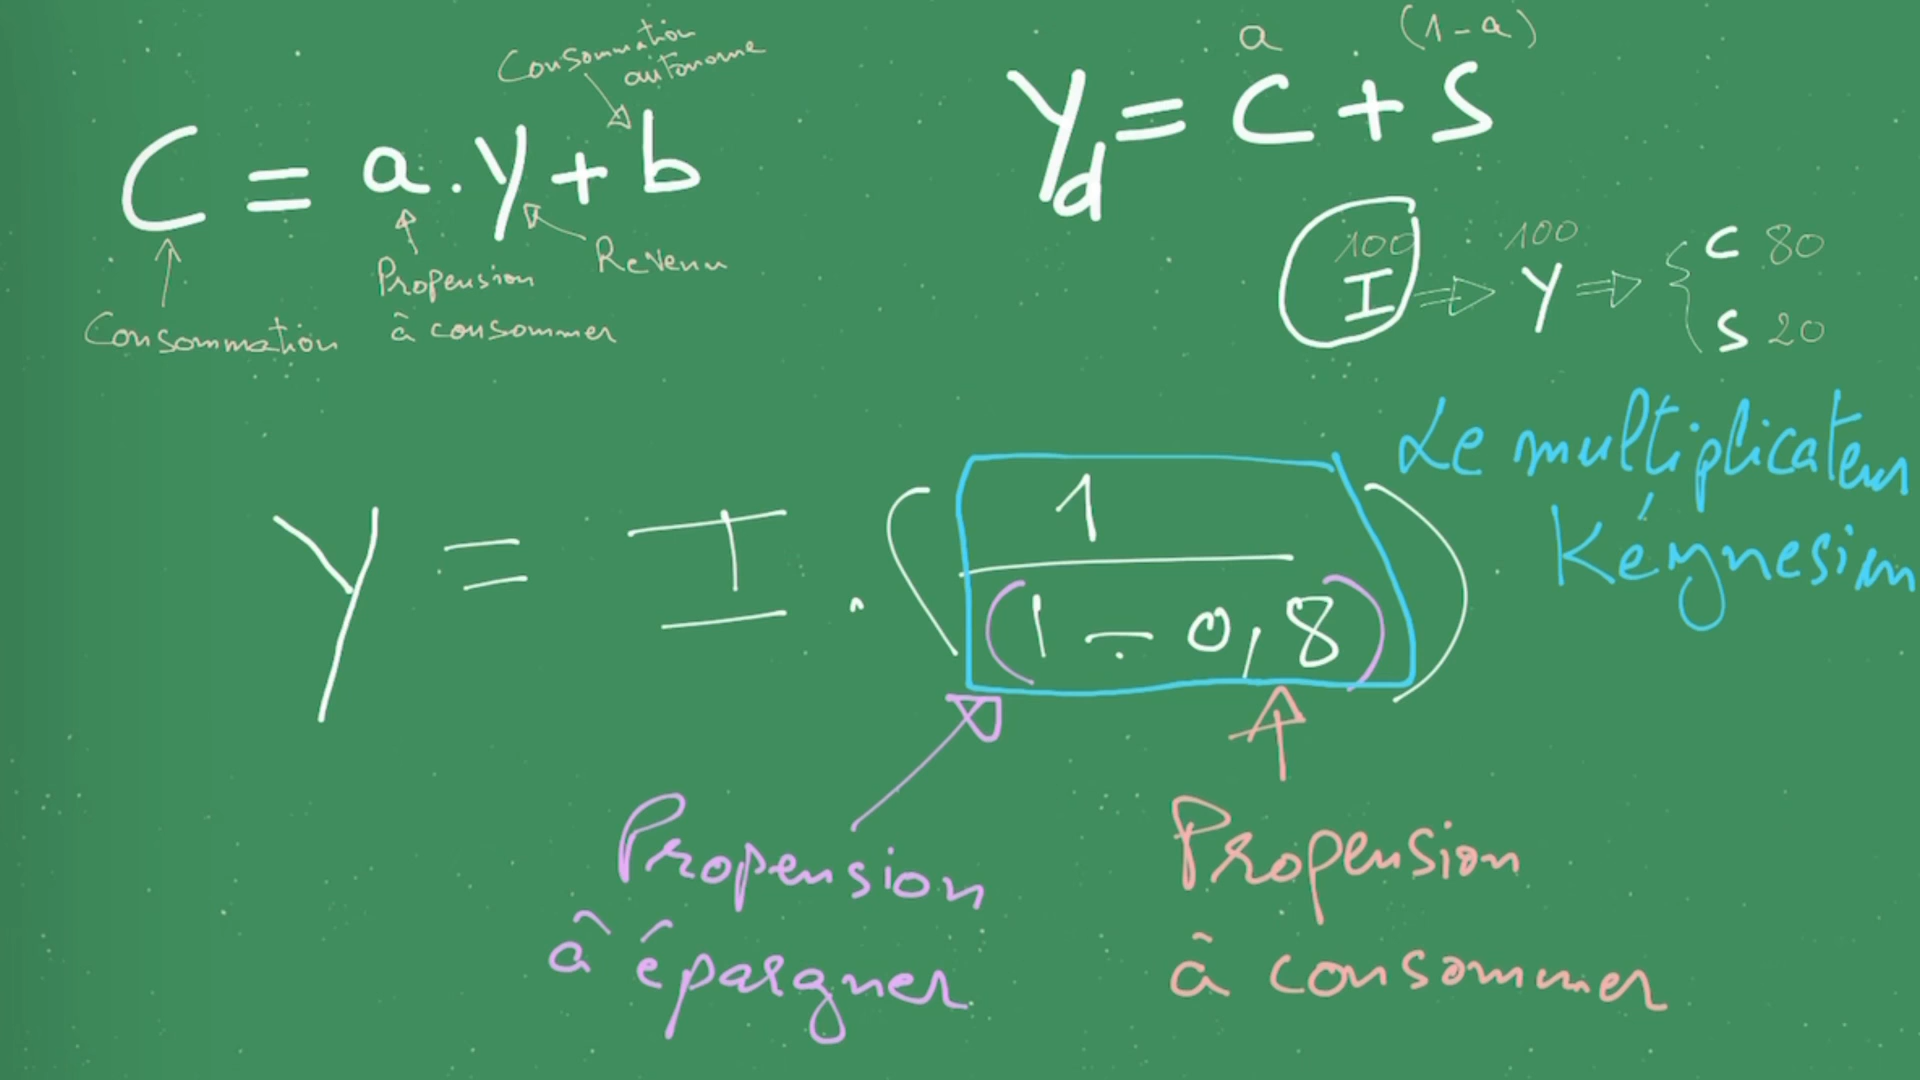 Consommation
autonome
C = a.y + b
Propension
à consommer
Revenu
Consommation
a (1-a)
Yd = C + S
100 100
I ⇒ Y ⇒ { C 80
S 20
Le multiplicateur
Kéynesien
Y = I . ( 1
(1 - 0,8) )
Propension
à épargner
Propension
à consommer